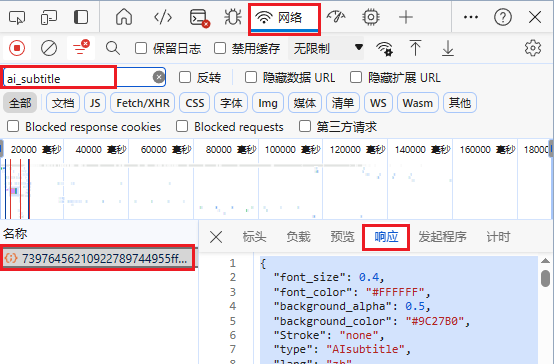 网络
保留日志 禁用缓存 无限制
ai_subtitle 反转 隐藏数据 URL 隐藏扩展 URL
全部 文档 JS Fetch/XHR CSS 字体 Img 媒体 清单 WS Wasm 其他
Blocked response cookies Blocked requests 第三方请求
20000 毫秒 40000 毫秒 60000 毫秒 80000 毫秒 100000 毫秒 120000 毫秒 140000 毫秒 160000 毫秒 18000
名称 标头 负载 预览 响应 发起程序 计时
73976456210922789744955ff...
1 {
2 "font_size": 0.4,
3 "font_color": "#FFFFFF",
4 "background_alpha": 0.5,
5 "background_color": "#9C27B0",
6 "Stroke": "none",
7 "type": "AIsubtitle",
8 "lang": "zh"